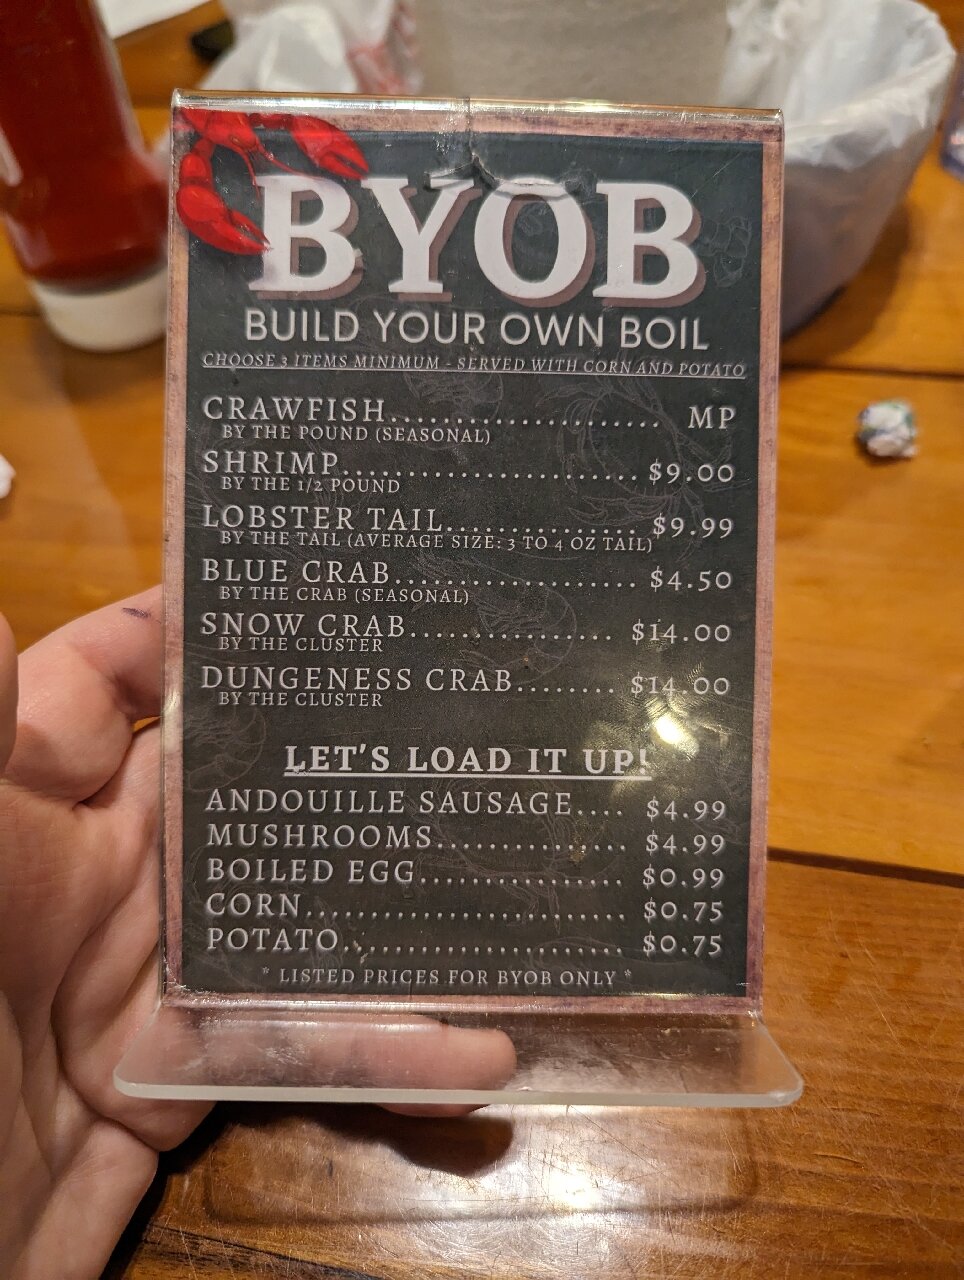 BYOB
BUILD YOUR OWN BOIL
CHOOSE 3 ITEMS MINIMUM - SERVED WITH CORN AND POTATO
CRAWFISH.................... MP
BY THE POUND (SEASONAL)
SHRIMP...................... $9.00
BY THE 1/2 POUND
LOBSTER TAIL............... $9.99
BY THE TAIL (AVERAGE SIZE: 3 TO 4 OZ TAIL)
BLUE CRAB................... $4.50
BY THE CRAB (SEASONAL)
SNOW CRAB................ $14.00
BY THE CLUSTER
DUNGENESS CRAB........ $14.00
BY THE CLUSTER
LET'S LOAD IT UP!
ANDOUILLE SAUSAGE.... $4.99
MUSHROOMS............... $4.99
BOILED EGG................ $0.99
CORN......................... $0.75
POTATO...................... $0.75
* LISTED PRICES FOR BYOB ONLY *